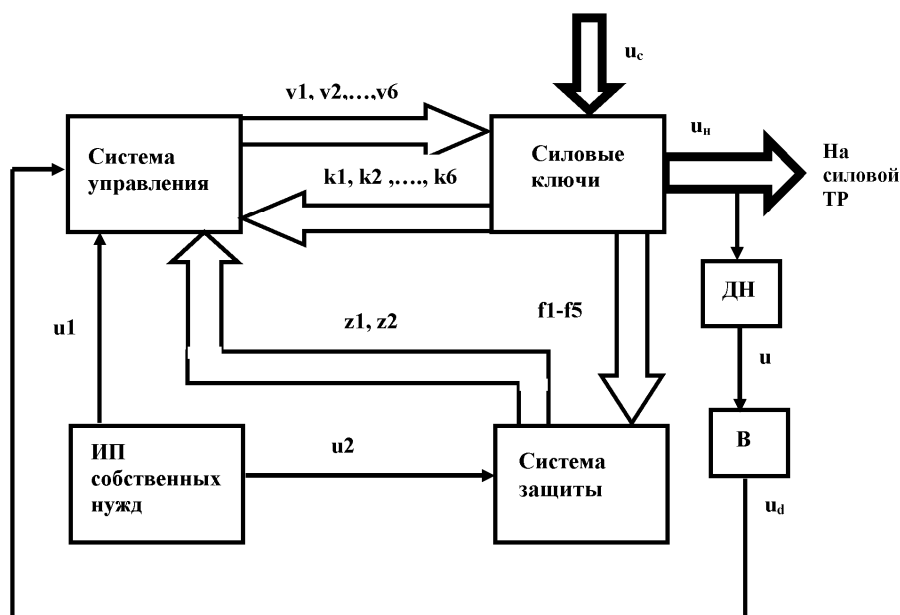 uс
v1, v2,…,v6
uн
Система
управления
Силовые
ключи
На
силовой
ТР
k1, k2 ,…., k6
ДН
u1
z1, z2
f1-f5
u
ИП
собственных
нужд
u2
Система
защиты
В
ud